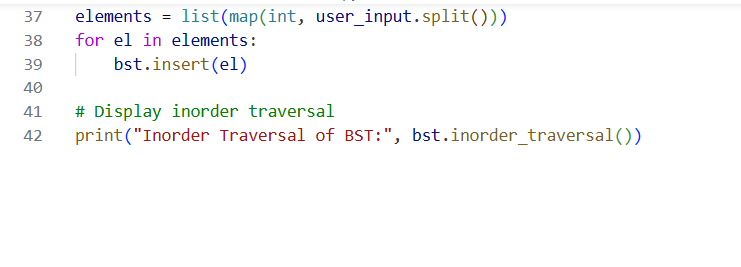 37 elements = list(map(int, user_input.split()))
38 for el in elements:
39     bst.insert(el)
40
41 # Display inorder traversal
42 print("Inorder Traversal of BST:", bst.inorder_traversal())